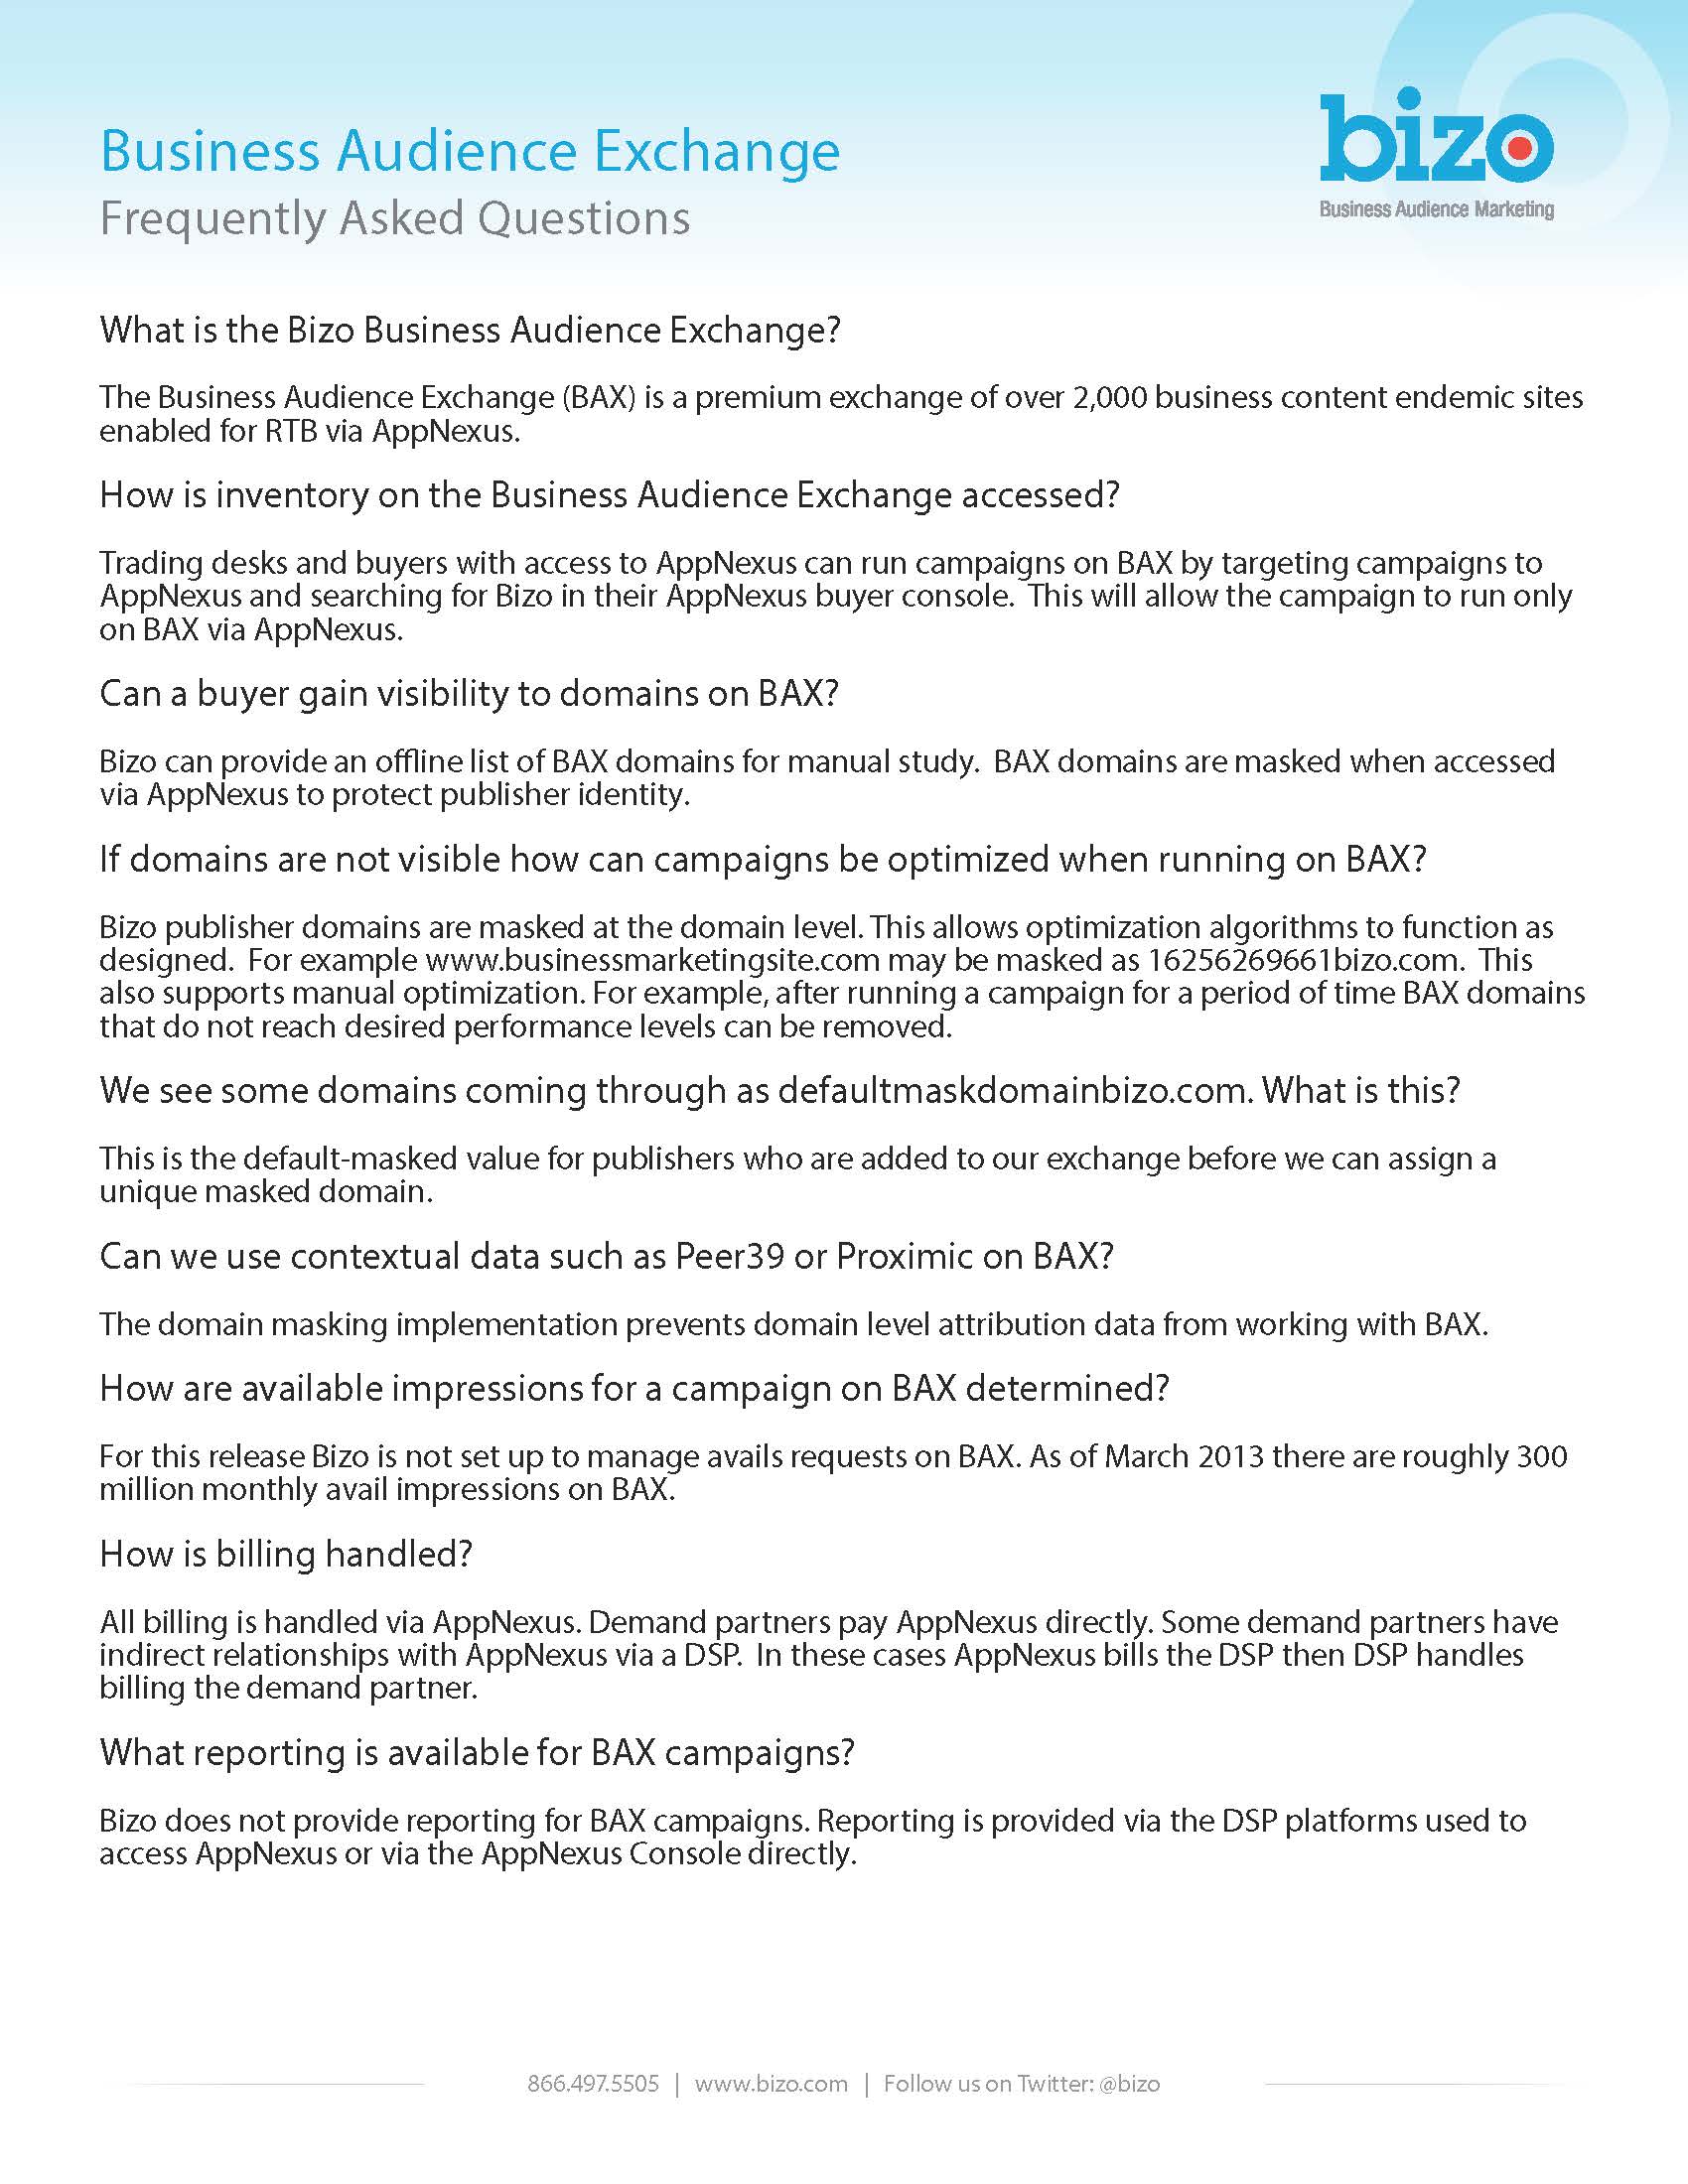 Business Audience Exchange
Frequently Asked Questions
bizo
Business Audience Marketing
What is the Bizo Business Audience Exchange?
The Business Audience Exchange (BAX) is a premium exchange of over 2,000 business content endemic sites
enabled for RTB via AppNexus.
How is inventory on the Business Audience Exchange accessed?
Trading desks and buyers with access to AppNexus can run campaigns on BAX by targeting campaigns to
AppNexus and searching for Bizo in their AppNexus buyer console.  This will allow the campaign to run only
on BAX via AppNexus.
Can a buyer gain visibility to domains on BAX?
Bizo can provide an offline list of BAX domains for manual study.  BAX domains are masked when accessed
via AppNexus to protect publisher identity.
If domains are not visible how can campaigns be optimized when running on BAX?
Bizo publisher domains are masked at the domain level. This allows optimization algorithms to function as
designed.  For example www.businessmarketingsite.com may be masked as 16256269661bizo.com.  This
also supports manual optimization. For example, after running a campaign for a period of time BAX domains
that do not reach desired performance levels can be removed.
We see some domains coming through as defaultmaskdomainbizo.com. What is this?
This is the default-masked value for publishers who are added to our exchange before we can assign a
unique masked domain.
Can we use contextual data such as Peer39 or Proximic on BAX?
The domain masking implementation prevents domain level attribution data from working with BAX.
How are available impressions for a campaign on BAX determined?
For this release Bizo is not set up to manage avails requests on BAX. As of March 2013 there are roughly 300
million monthly avail impressions on BAX.
How is billing handled?
All billing is handled via AppNexus. Demand partners pay AppNexus directly. Some demand partners have
indirect relationships with AppNexus via a DSP.  In these cases AppNexus bills the DSP then DSP handles
billing the demand partner.
What reporting is available for BAX campaigns?
Bizo does not provide reporting for BAX campaigns. Reporting is provided via the DSP platforms used to
access AppNexus or via the AppNexus Console directly.
866.497.5505 | www.bizo.com | Follow us on Twitter: @bizo